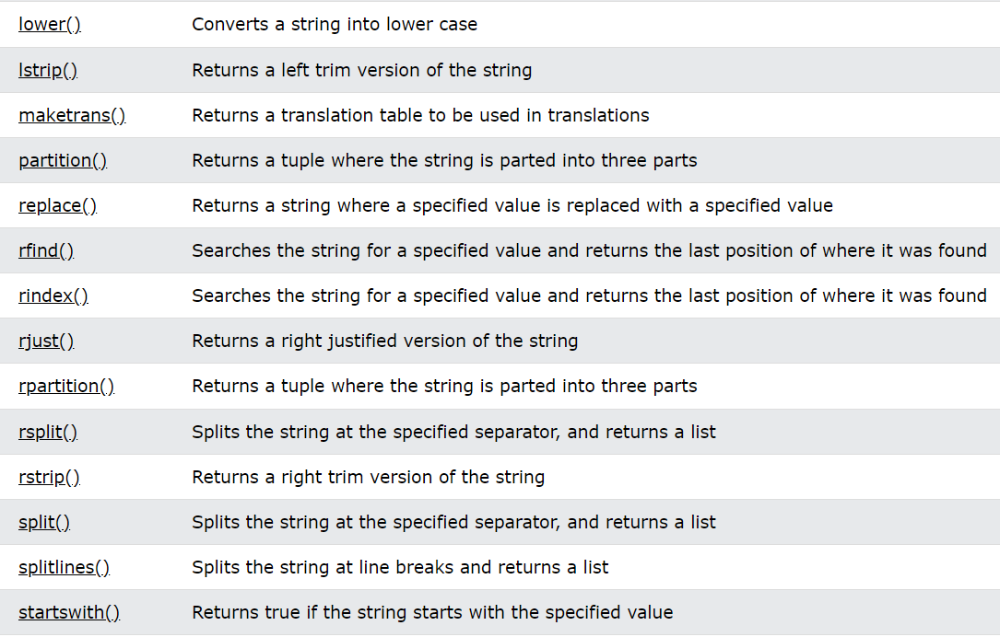 lower() Converts a string into lower case
lstrip() Returns a left trim version of the string
maketrans() Returns a translation table to be used in translations
partition() Returns a tuple where the string is parted into three parts
replace() Returns a string where a specified value is replaced with a specified value
rfind() Searches the string for a specified value and returns the last position of where it was found
rindex() Searches the string for a specified value and returns the last position of where it was found
rjust() Returns a right justified version of the string
rpartition() Returns a tuple where the string is parted into three parts
rsplit() Splits the string at the specified separator, and returns a list
rstrip() Returns a right trim version of the string
split() Splits the string at the specified separator, and returns a list
splitlines() Splits the string at line breaks and returns a list
startswith() Returns true if the string starts with the specified value